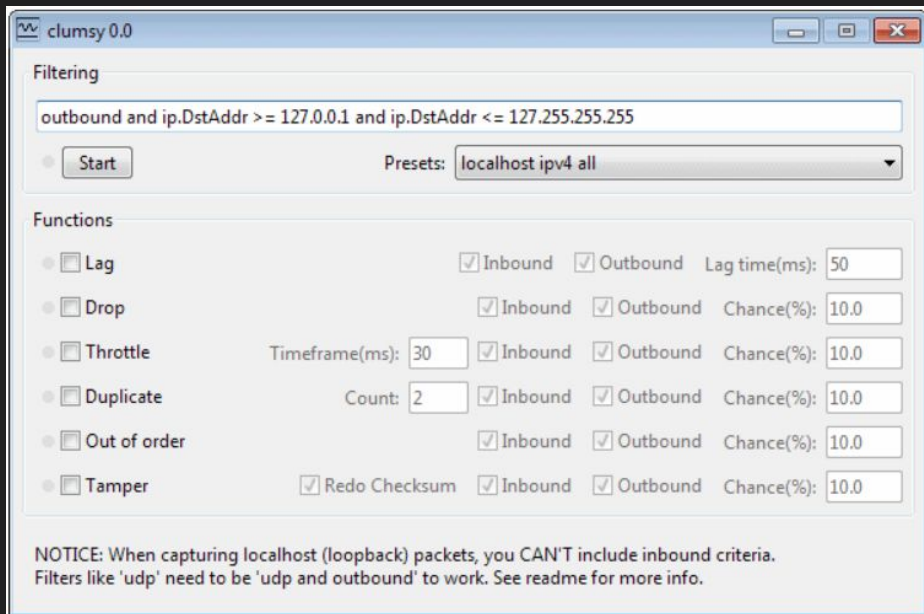 clumsy 0.0
Filtering
outbound and ip.DstAddr >= 127.0.0.1 and ip.DstAddr <= 127.255.255.255
Start Presets: localhost ipv4 all
Functions
Lag Inbound Outbound Lag time(ms): 50
Drop Inbound Outbound Chance(%): 10.0
Throttle Timeframe(ms): 30 Inbound Outbound Chance(%): 10.0
Duplicate Count: 2 Inbound Outbound Chance(%): 10.0
Out of order Inbound Outbound Chance(%): 10.0
Tamper Redo Checksum Inbound Outbound Chance(%): 10.0
NOTICE: When capturing localhost (loopback) packets, you CAN'T include inbound criteria.
Filters like 'udp' need to be 'udp and outbound' to work. See readme for more info.